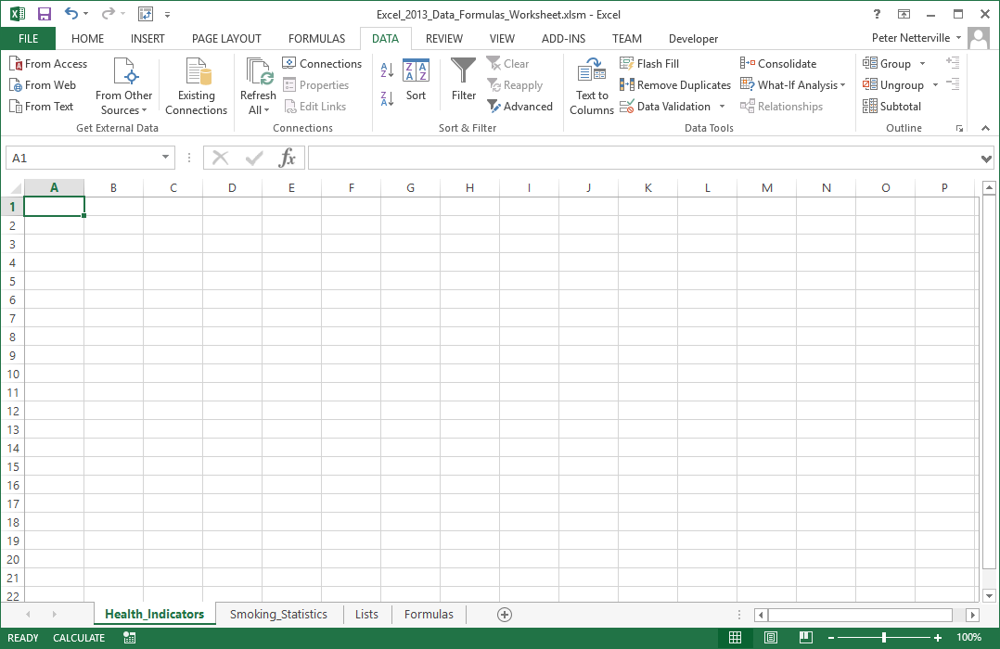 Excel_2013_Data_Formulas_Worksheet.xlsm - Excel
?
FILE HOME INSERT PAGE LAYOUT FORMULAS DATA REVIEW VIEW ADD-INS TEAM Developer Peter Netterville
From Access
From Web
From Text
From Other
Sources
Existing
Connections
Get External Data
Refresh
All
Connections
Properties
Edit Links
Connections
A Z
Z A
Z A
A Z
Sort
Filter
Clear
Reapply
Advanced
Sort & Filter
Text to
Columns
Flash Fill
Remove Duplicates
Data Validation
Consolidate
What-If Analysis
Relationships
Data Tools
Group
Ungroup
Subtotal
Outline
A1 fx
A B C D E F G H I J K L M N O P
1
2
3
4
5
6
7
8
9
10
11
12
13
14
15
16
17
18
19
20
21
22
Health_Indicators Smoking_Statistics Lists Formulas
READY CALCULATE 100%